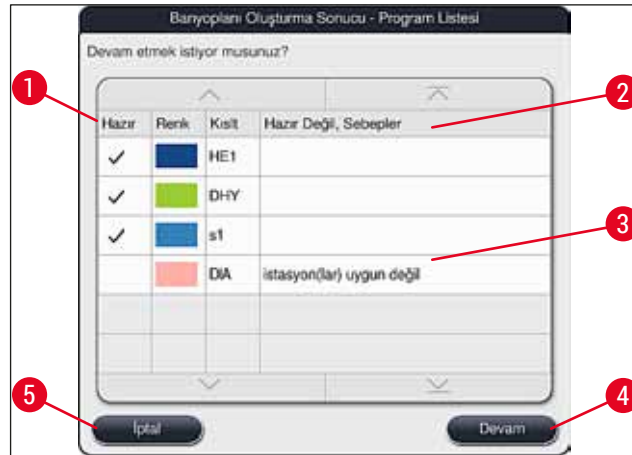 Banyoplanı Oluşturma Sonucu - Program Listesi
Devam etmek istiyor musunuz?
1
2
Hazır Renk Kıslt Hazır Değil, Sebepler
HE1
DHY
s1
3
DIA istasyon(lar) uygun değil
5
4
İptal Devam